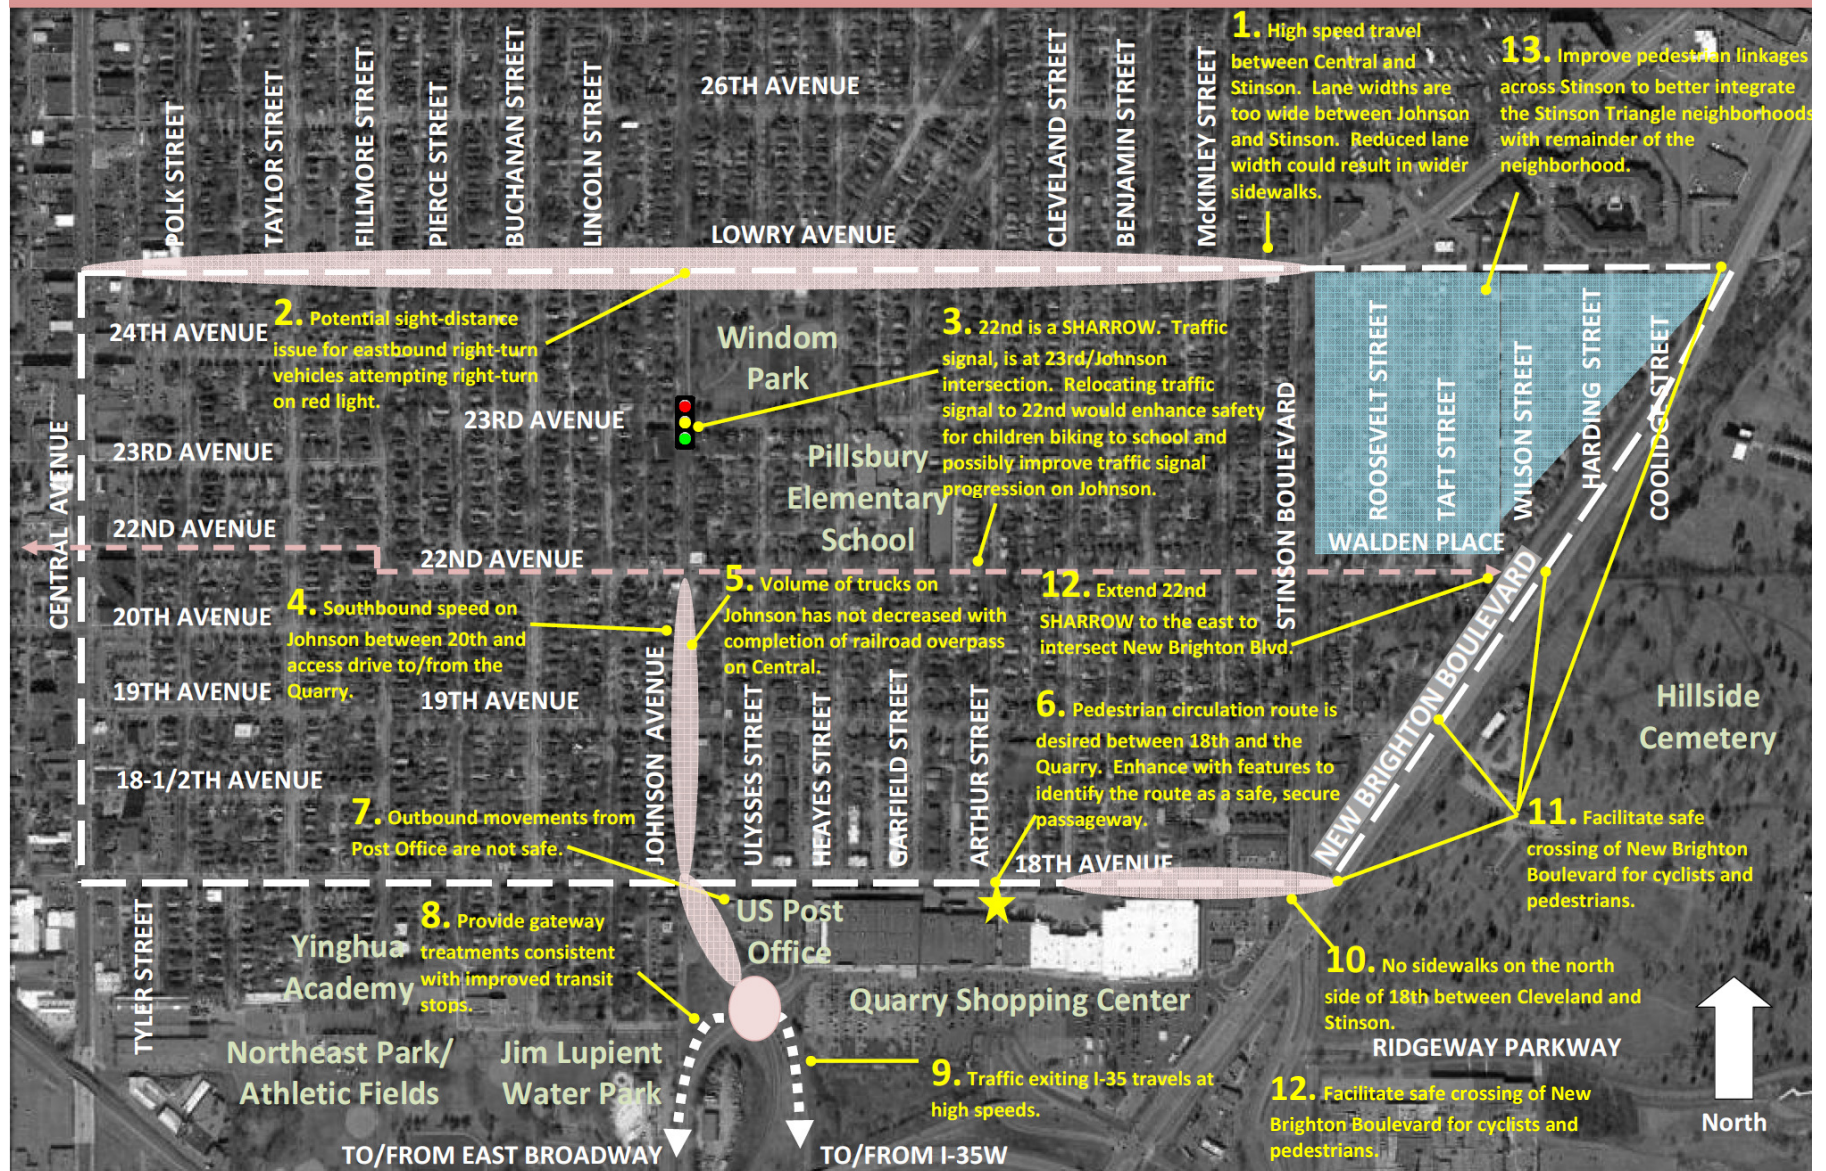 1. High speed travel
between Central and
Stinson. Lane widths are
too wide between Johnson
and Stinson. Reduced lane
width could result in wider
sidewalks.
13. Improve pedestrian linkages
across Stinson to better integrate
the Stinson Triangle neighborhoods
with remainder of the
neighborhood.
26TH AVENUE
POLK STREET
TAYLOR STREET
FILLMORE STREET
PIERCE STREET
BUCHANAN STREET
LINCOLN STREET
CLEVELAND STREET
BENJAMIN STREET
McKINLEY STREET
LOWRY AVENUE
2. Potential sight-distance
issue for eastbound right-turn
vehicles attempting right-turn
on red light.
24TH AVENUE
Windom
Park
3. 22nd is a SHARROW. Traffic
signal, is at 23rd/Johnson
intersection. Relocating traffic
signal to 22nd would enhance safety
for children biking to school and
possibly improve traffic signal
progression on Johnson.
23RD AVENUE
23RD AVENUE
Pillsbury
Elementary
School
CENTRAL AVENUE
STINSON BOULEVARD
ROOSEVELT STREET
TAFT STREET
WILSON STREET
HARDING STREET
COOLIDGE STREET
WALDEN PLACE
22ND AVENUE
22ND AVENUE
20TH AVENUE
4. Southbound speed on
Johnson between 20th and
access drive to/from the
Quarry.
5. Volume of trucks on
Johnson has not decreased with
completion of railroad overpass
on Central.
12. Extend 22nd
SHARROW to the east to
intersect New Brighton Blvd.
NEW BRIGHTON BOULEVARD
19TH AVENUE
19TH AVENUE
JOHNSON AVENUE
ULYSSES STREET
HEAYES STREET
GARFIELD STREET
ARTHUR STREET
6. Pedestrian circulation route is
desired between 18th and the
Quarry. Enhance with features to
identify the route as a safe, secure
passageway.
Hillside
Cemetery
18-1/2TH AVENUE
7. Outbound movements from
Post Office are not safe.
18TH AVENUE
11. Facilitate safe
crossing of New Brighton
Boulevard for cyclists and
pedestrians.
TYLER STREET
Yinghua
Academy
8. Provide gateway
treatments consistent
with improved transit
stops.
US Post
Office
Quarry Shopping Center
10. No sidewalks on the north
side of 18th between Cleveland and
Stinson.
RIDGEWAY PARKWAY
Northeast Park/
Athletic Fields
Jim Lupient
Water Park
9. Traffic exiting I-35 travels at
high speeds.
12. Facilitate safe crossing of New
Brighton Boulevard for cyclists and
pedestrians.
North
TO/FROM EAST BROADWAY
TO/FROM I-35W